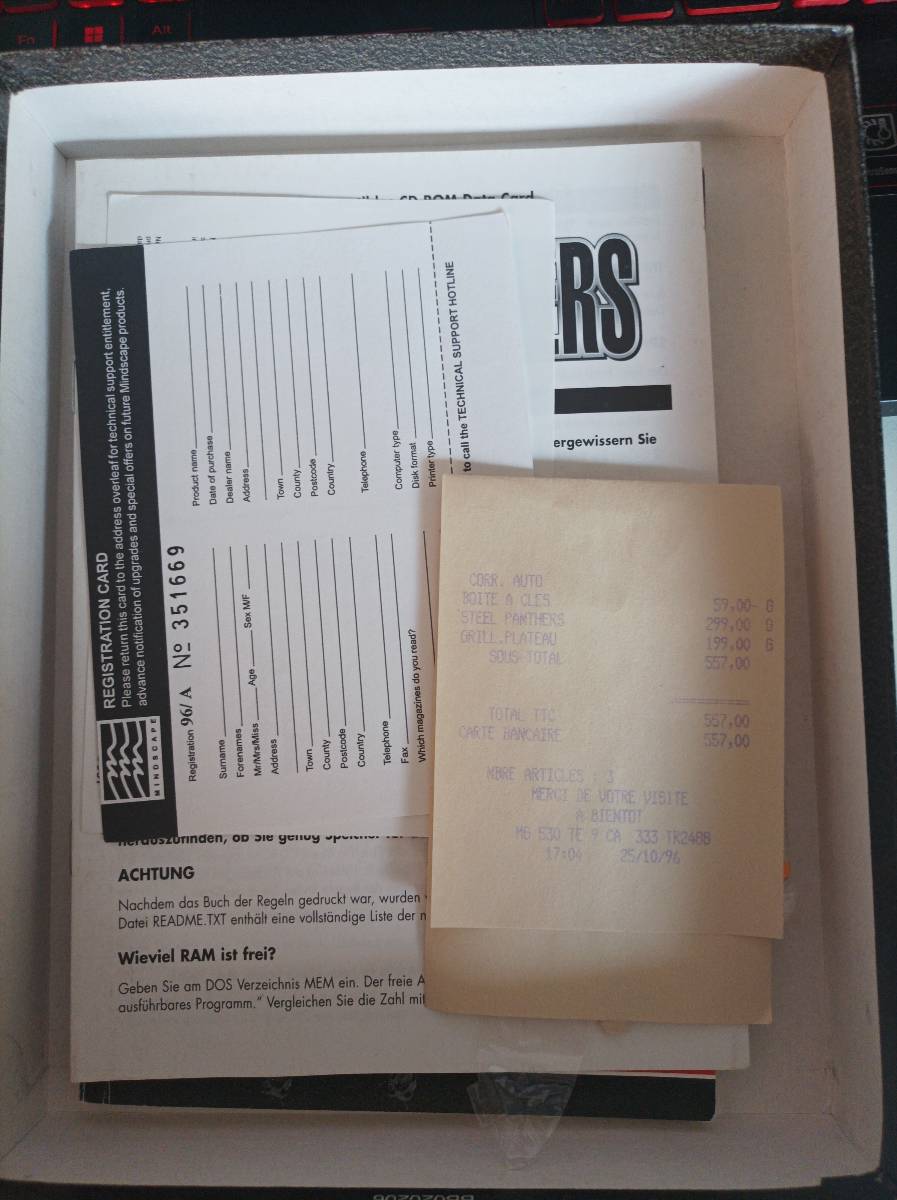 Fn
Alt
CD-ROM Data Card
ERS
ergewissern Sie
MINDSCAPE
REGISTRATION CARD
Please return this card to the address overleaf for technical support entitlement,
advance notification of upgrades and special offers on future Mindscape products.
Registration 96/A Nº 351669
Surname
Forenames
Mr/Mrs/Miss Age Sex M/F
Address
Town
County
Postcode
Country
Telephone
Fax
Which magazines do you read?
Product name
Date of purchase
Dealer name
Address
Town
County
Postcode
Country
Telephone
Computer type
Disk format
Printer type
to call the TECHNICAL SUPPORT HOTLINE
CORR. AUTO
BOITE A CLES 59,00- G
STEEL PANTHERS 299,00 G
GRILL.PLATEAU 199,00 G
SOUS-TOTAL 557,00
TOTAL TTC 557,00
CARTE BANCAIRE 557,00
NBRE ARTICLES : 3
MERCI DE VOTRE VISITE
A BIENTOT
MG 530 TE 9 CA 333 TR2488
17:04 25/10/96
herauszufinden, ob Sie genug
ACHTUNG
Nachdem das Buch der Regeln gedruckt war, wurden
Datei README.TXT enthält eine vollständige Liste der
Wieviel RAM ist frei?
Geben Sie am DOS Verzeichnis MEM ein. Der freie A
ausführbares Programm.“ Vergleichen Sie die Zahl mit